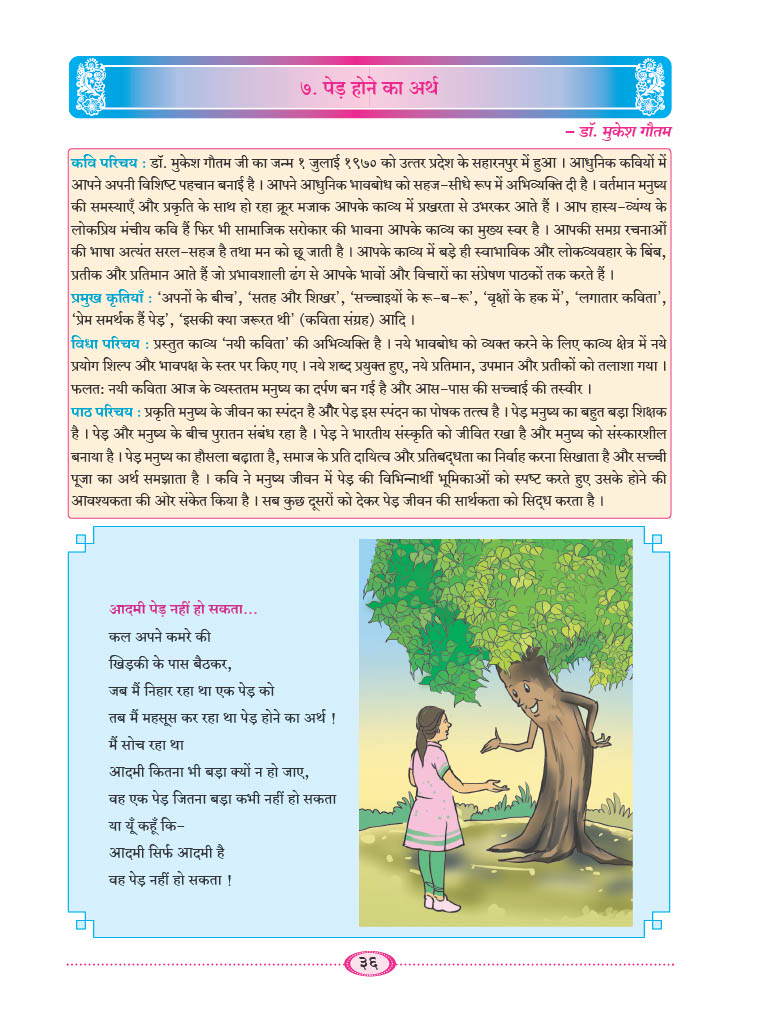 ७. पेड़ होने का अर्थ
– डॉ. मुकेश गौतम
कवि परिचय : डॉ. मुकेश गौतम जी का जन्म १ जुलाई १९७० को उत्तर प्रदेश के सहारनपुर में हुआ । आधुनिक कवियों में
आपने अपनी विशिष्ट पहचान बनाई है । आपने आधुनिक भावबोध को सहज-सीधे रूप में अभिव्यक्ति दी है । वर्तमान मनुष्य
की समस्याएँ और प्रकृति के साथ हो रहा क्रूर मजाक आपके काव्य में प्रखरता से उभरकर आते हैं । आप हास्य-व्यंग्य के
लोकप्रिय मंचीय कवि हैं फिर भी सामाजिक सरोकार की भावना आपके काव्य का मुख्य स्वर है । आपकी समग्र रचनाओं
की भाषा अत्यंत सरल-सहज है तथा मन को छू जाती है । आपके काव्य में बड़े ही स्वाभाविक और लोकव्यवहार के बिंब,
प्रतीक और प्रतिमान आते हैं जो प्रभावशाली ढंग से आपके भावों और विचारों का संप्रेषण पाठकों तक करते हैं ।
प्रमुख कृतियाँ : ‘अपनों के बीच’, ‘सतह और शिखर’, ‘सच्चाइयों के रू-ब-रू’, ‘वृक्षों के हक में’, ‘लगातार कविता’,
‘प्रेम समर्थक हैं पेड़’, ‘इसकी क्या जरूरत थी’ (कविता संग्रह) आदि ।
विधा परिचय : प्रस्तुत काव्य ‘नयी कविता’ की अभिव्यक्ति है । नये भावबोध को व्यक्त करने के लिए काव्य क्षेत्र में नये
प्रयोग शिल्प और भावपक्ष के स्तर पर किए गए । नये शब्द प्रयुक्त हुए, नये प्रतिमान, उपमान और प्रतीकों को तलाशा गया ।
फलत: नयी कविता आज के व्यस्ततम मनुष्य का दर्पण बन गई है और आस-पास की सच्चाई की तस्वीर ।
पाठ परिचय : प्रकृति मनुष्य के जीवन का स्पंदन है और पेड़ इस स्पंदन का पोषक तत्त्व है । पेड़ मनुष्य का बहुत बड़ा शिक्षक
है । पेड़ और मनुष्य के बीच पुरातन संबंध रहा है । पेड़ ने भारतीय संस्कृति को जीवित रखा है और मनुष्य को संस्कारशील
बनाया है । पेड़ मनुष्य का हौसला बढ़ाता है, समाज के प्रति दायित्व और प्रतिबद्धता का निर्वाह करना सिखाता है और सच्ची
पूजा का अर्थ समझाता है । कवि ने मनुष्य जीवन में पेड़ की विभिन्नार्थी भूमिकाओं को स्पष्ट करते हुए उसके होने की
आवश्यकता की ओर संकेत किया है । सब कुछ दूसरों को देकर पेड़ जीवन की सार्थकता को सिद्ध करता है ।
आदमी पेड़ नहीं हो सकता...
कल अपने कमरे की
खिड़की के पास बैठकर,
जब मैं निहार रहा था एक पेड़ को
तब मैं महसूस कर रहा था पेड़ होने का अर्थ !
मैं सोच रहा था
आदमी कितना भी बड़ा क्यों न हो जाए,
वह एक पेड़ जितना बड़ा कभी नहीं हो सकता
या यूँ कहूँ कि-
आदमी सिर्फ आदमी है
वह पेड़ नहीं हो सकता !
३६